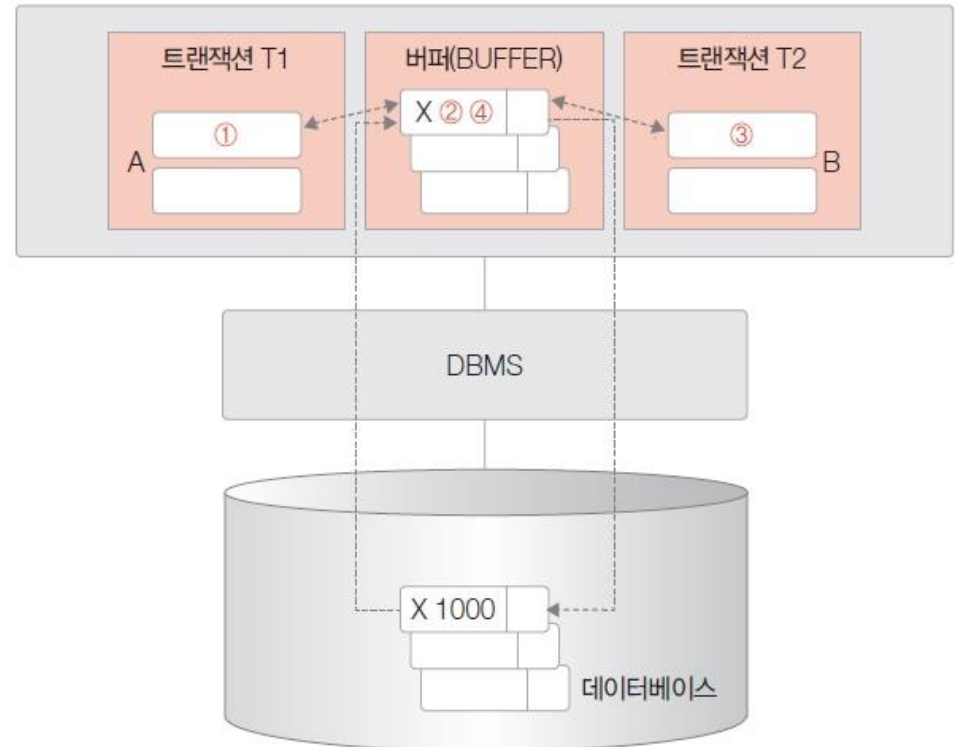 트랜잭션 T1
버퍼(BUFFER)
트랜잭션 T2
X ② ④
①
③
A
B
DBMS
X 1000
데이터베이스